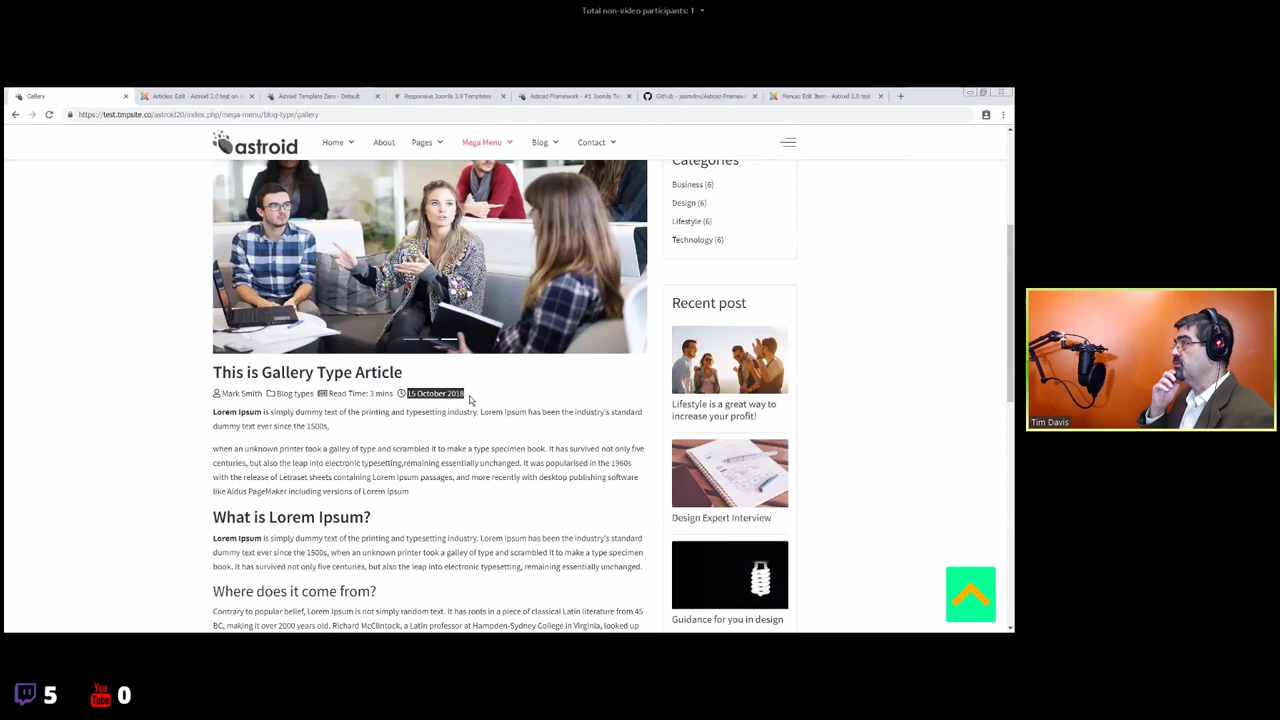 Total non-video participants: 1
Gallery
Articles: Edit - Astroid 2.0 test on J
Astroid Template Zero - Default
Responsive Joomla 3.9 Templates
Astroid Framework - #1 Joomla Te
GitHub - joomdev/Astroid-Framew
Menus: Edit Item - Astroid 2.0 test
https://test.tmpsite.co/astroid20/index.php/mega-menu/blog-type/gallery
astroid
Home
About
Pages
Mega Menu
Blog
Contact
This is Gallery Type Article
Mark Smith Blog types Read Time: 3 mins 15 October 2018
Lorem Ipsum is simply dummy text of the printing and typesetting industry. Lorem Ipsum has been the industry's standard
dummy text ever since the 1500s,
when an unknown printer took a galley of type and scrambled it to make a type specimen book. It has survived not only five
centuries, but also the leap into electronic typesetting,remaining essentially unchanged. It was popularised in the 1960s
with the release of Letraset sheets containing Lorem Ipsum passages, and more recently with desktop publishing software
like Aldus PageMaker including versions of Lorem Ipsum
What is Lorem Ipsum?
Lorem Ipsum is simply dummy text of the printing and typesetting industry. Lorem Ipsum has been the industry's standard
dummy text ever since the 1500s, when an unknown printer took a galley of type and scrambled it to make a type specimen
book. It has survived not only five centuries, but also the leap into electronic typesetting, remaining essentially unchanged.
Where does it come from?
Contrary to popular belief, Lorem Ipsum is not simply random text. It has roots in a piece of classical Latin literature from 45
BC, making it over 2000 years old. Richard McClintock, a Latin professor at Hampden-Sydney College in Virginia, looked up
Categories
Business (6)
Design (6)
Lifestyle (6)
Technology (6)
Recent post
Lifestyle is a great way to
increase your profit!
Design Expert Interview
Guidance for you in design
Tim Davis
5
You
Tube
0